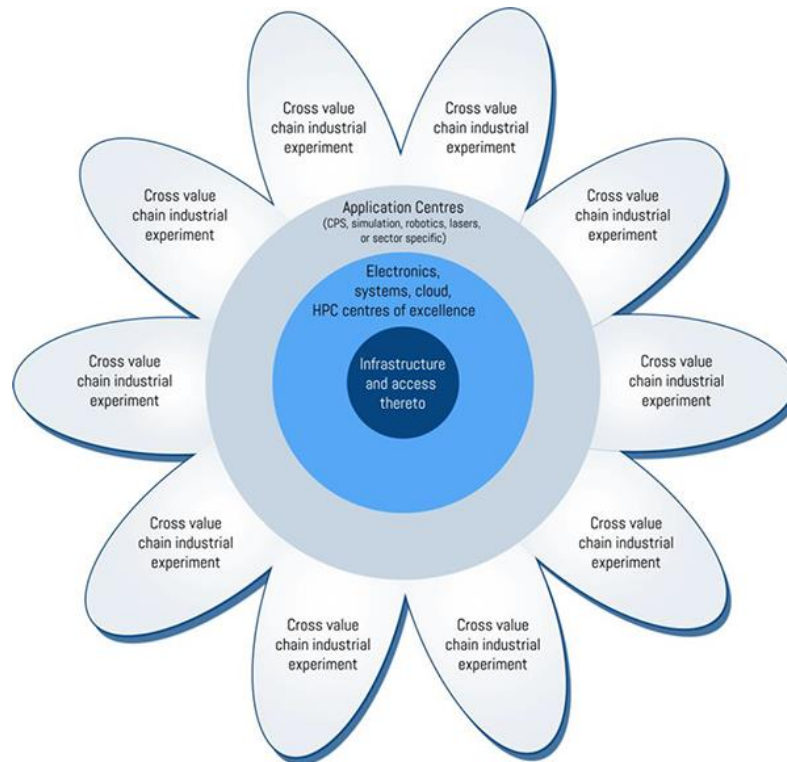 Cross value
chain industrial
experiment
Cross value
chain industrial
experiment
Cross value
chain industrial
experiment
Cross value
chain industrial
experiment
Application Centres
(CPS, simulation, robotics, lasers,
or sector specific)
Electronics,
systems, cloud,
HPC centres of excellence
Cross value
chain industrial
experiment
Infrastructure
and access
thereto
Cross value
chain industrial
experiment
Cross value
chain industrial
experiment
Cross value
chain industrial
experiment
Cross value
chain industrial
experiment
Cross value
chain industrial
experiment